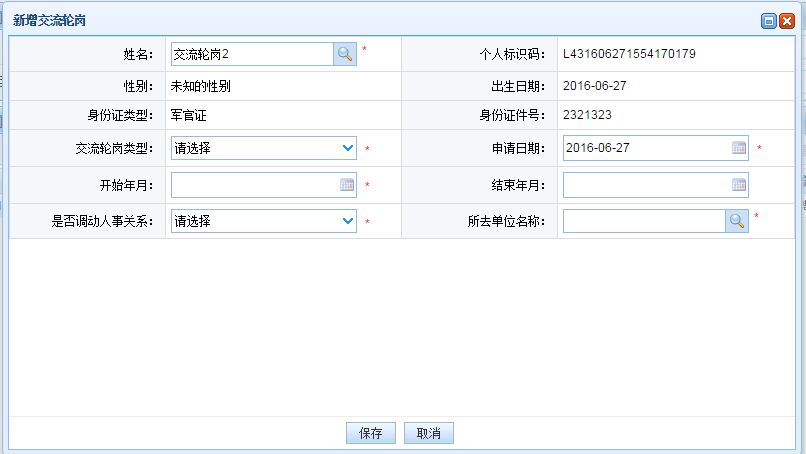 新增交流轮岗
姓名： 交流轮岗2 * 个人标识码： L431606271554170179
性别： 未知的性别 出生日期： 2016-06-27
身份证类型： 军官证 身份证件号： 2321323
交流轮岗类型： 请选择 * 申请日期： 2016-06-27 *
开始年月： * 结束年月：
是否调动人事关系： 请选择 * 所去单位名称： *
保存 取消